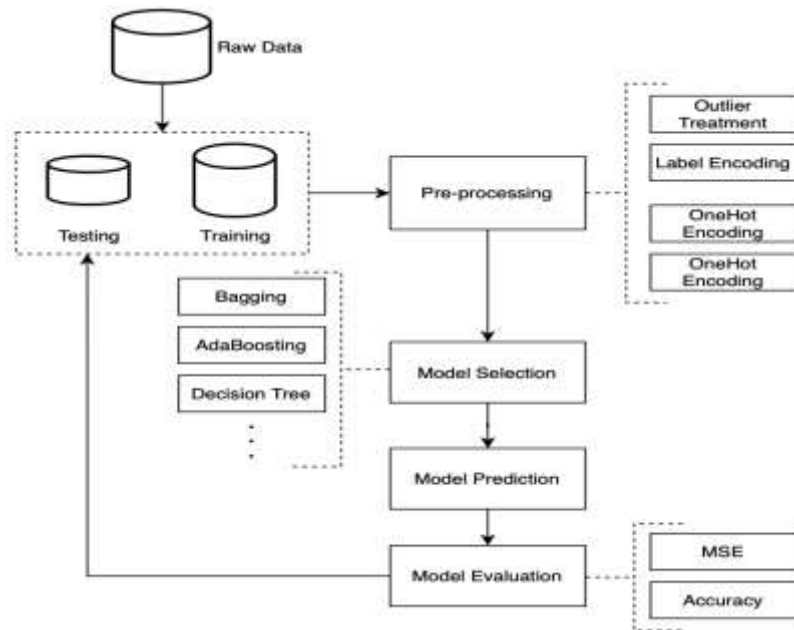 Raw Data
Testing
Training
Pre-processing
Outlier
Treatment
Label Encoding
OneHot
Encoding
OneHot
Encoding
Bagging
AdaBoosting
Decision Tree
Model Selection
Model Prediction
Model Evaluation
MSE
Accuracy